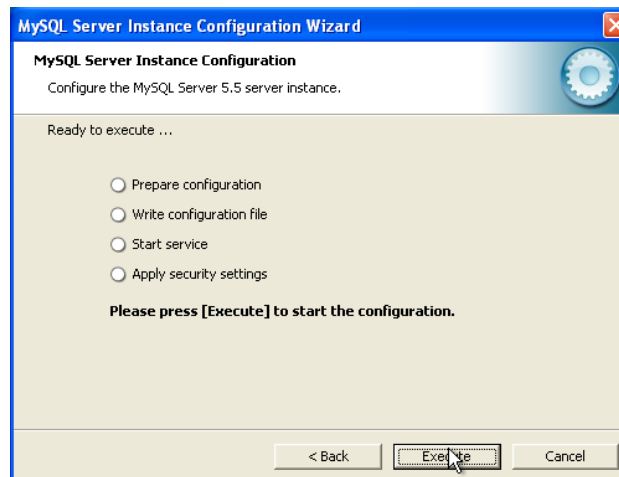 MySQL Server Instance Configuration Wizard
MySQL Server Instance Configuration
Configure the MySQL Server 5.5 server instance.
Ready to execute ...
Prepare configuration
Write configuration file
Start service
Apply security settings
Please press [Execute] to start the configuration.
< Back Execute Cancel